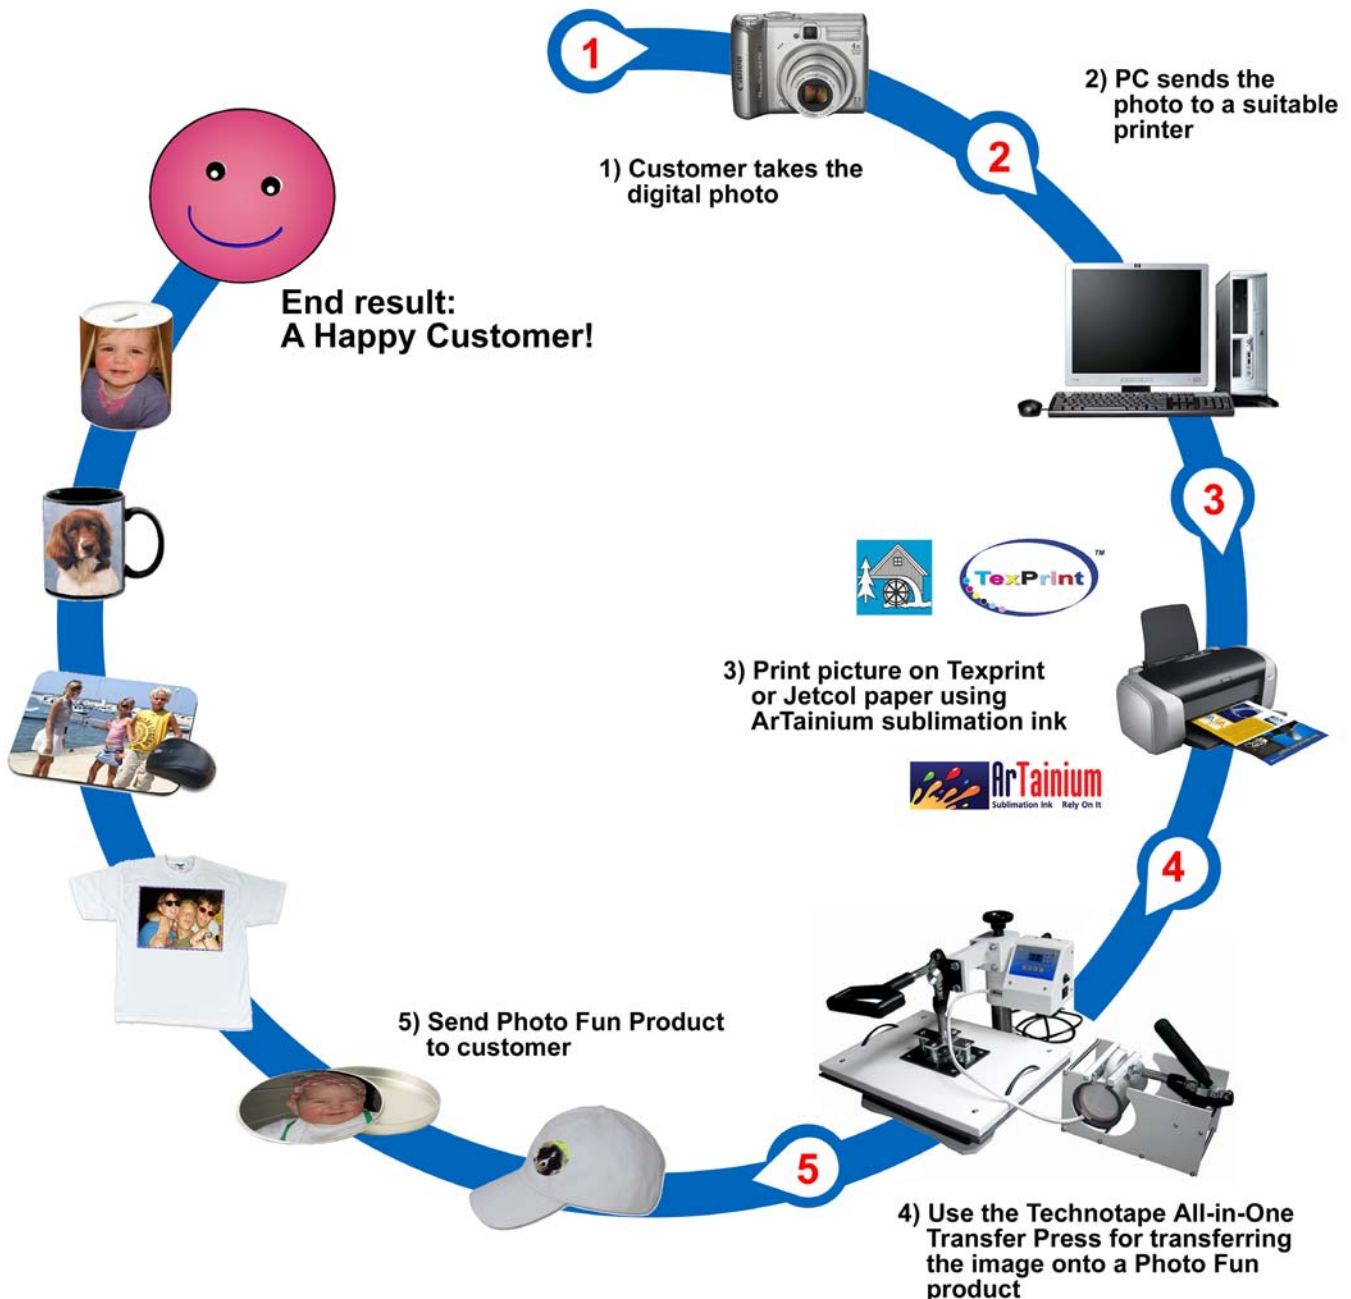 1
1) Customer takes the
digital photo
2
2) PC sends the
photo to a suitable
printer
3
TexPrint
TM
3) Print picture on Texprint
or Jetcol paper using
ArTainium sublimation ink
ArTainium
Sublimation Ink Rely On It
4
4) Use the Technotape All-in-One
Transfer Press for transferring
the image onto a Photo Fun
product
5
5) Send Photo Fun Product
to customer
End result:
A Happy Customer!
Canon